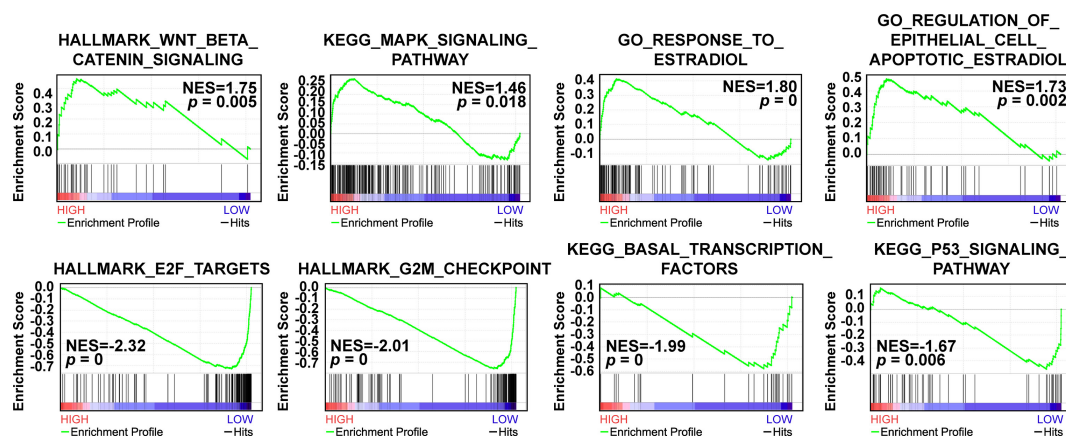 HALLMARK_WNT_BETA_
CATENIN_SIGNALING
Enrichment Score
0.4
0.3
0.2
0.1
0.0
NES=1.75
p = 0.005
HIGH
LOW
Enrichment Profile
Hits
KEGG_MAPK_SIGNALING_
PATHWAY
Enrichment Score
0.25
0.20
0.15
0.10
0.05
0.00
-0.05
-0.10
-0.15
NES=1.46
p = 0.018
HIGH
LOW
Enrichment Profile
Hits
GO_RESPONSE_TO_
ESTRADIOL
Enrichment Score
0.4
0.3
0.2
0.1
0.0
-0.1
NES=1.80
p = 0
HIGH
LOW
Enrichment Profile
Hits
GO_REGULATION_OF_
EPITHELIAL_CELL_
APOPTOTIC_ESTRADIOL
Enrichment Score
0.5
0.4
0.3
0.2
0.1
0.0
NES=1.73
p = 0.002
HIGH
LOW
Enrichment Profile
Hits
HALLMARK_E2F_TARGETS
Enrichment Score
0.0
-0.1
-0.2
-0.3
-0.4
-0.5
-0.6
-0.7
NES=-2.32
p = 0
HIGH
LOW
Enrichment Profile
Hits
HALLMARK_G2M_CHECKPOINT
Enrichment Score
0.0
-0.1
-0.2
-0.3
-0.4
-0.5
-0.6
-0.7
NES=-2.01
p = 0
HIGH
LOW
Enrichment Profile
Hits
KEGG_BASAL_TRANSCRIPTION_
FACTORS
Enrichment Score
0.1
0.0
-0.1
-0.2
-0.3
-0.4
-0.5
-0.6
NES=-1.99
p = 0
HIGH
LOW
Enrichment Profile
Hits
KEGG_P53_SIGNALING_
PATHWAY
Enrichment Score
0.1
0.0
-0.1
-0.2
-0.3
-0.4
NES=-1.67
p = 0.006
HIGH
LOW
Enrichment Profile
Hits